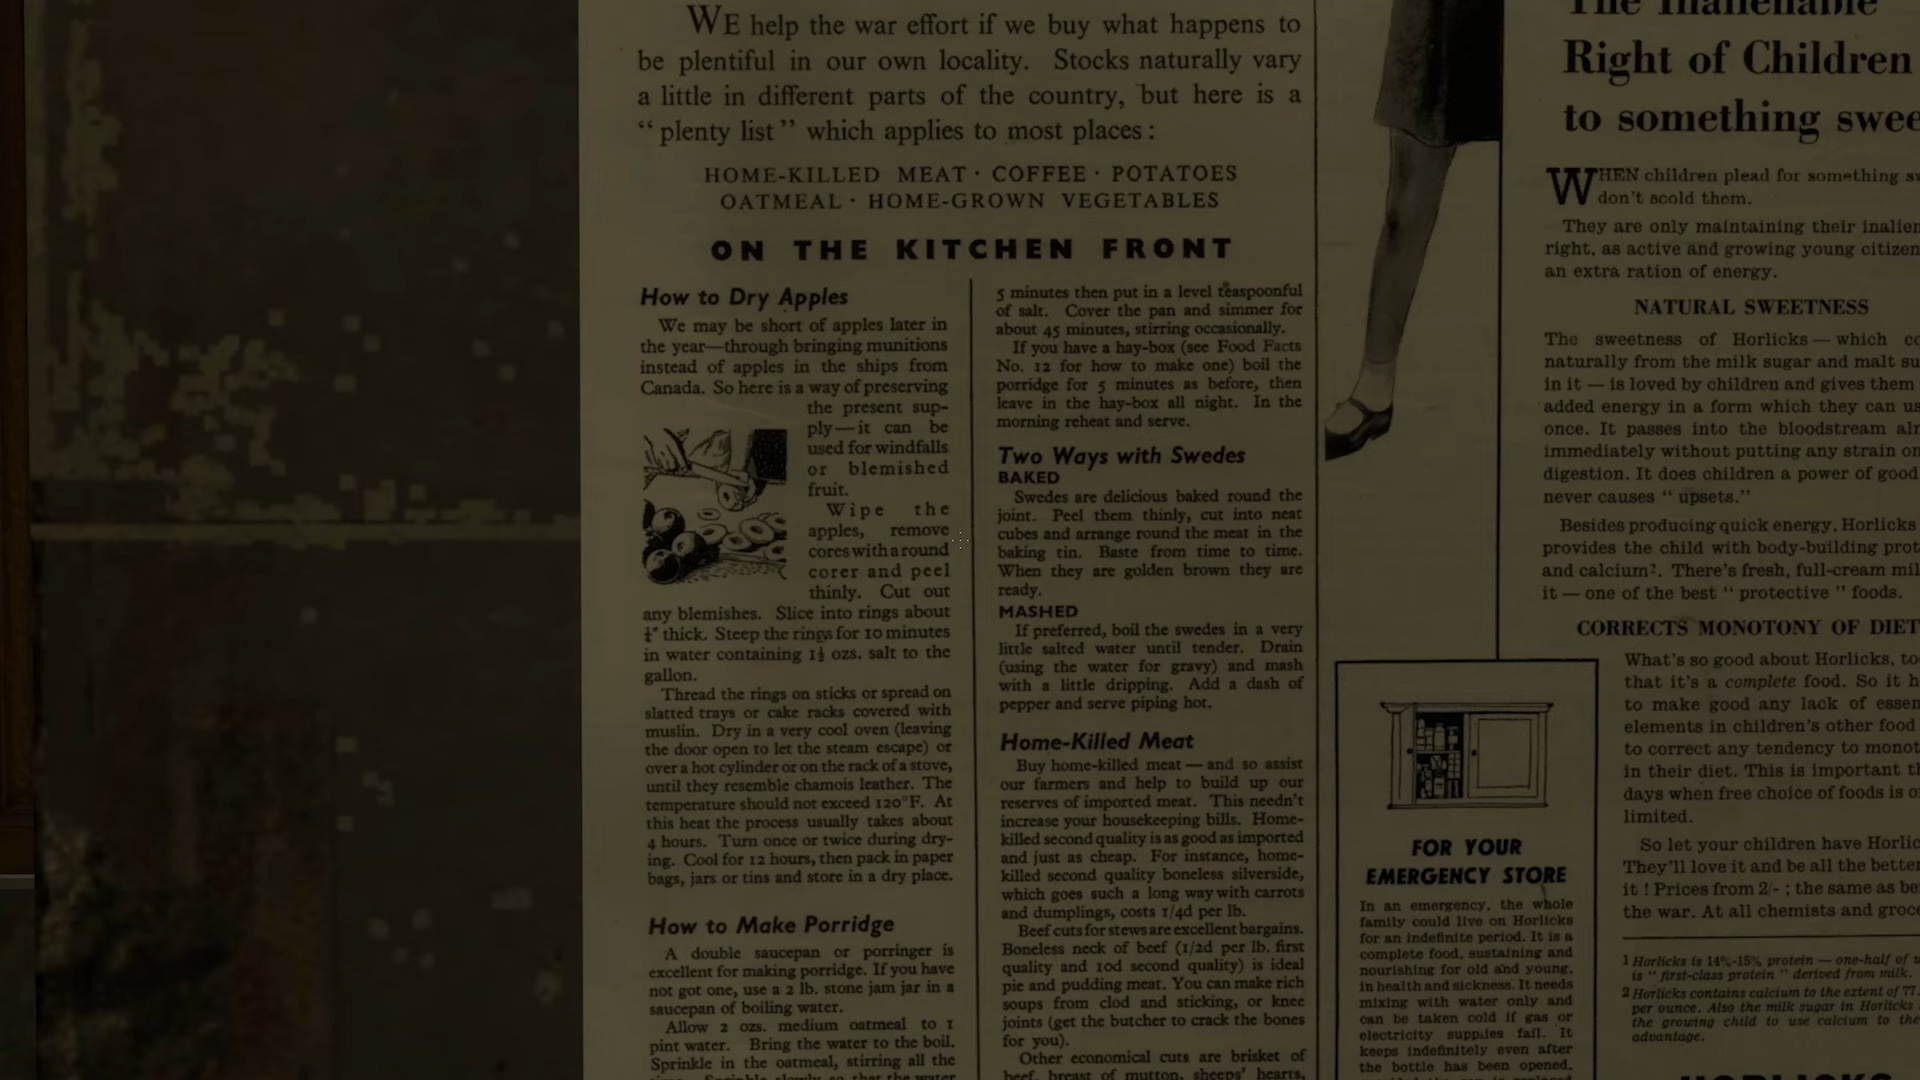 WE help the war effort if we buy what happens to
be plentiful in our own locality. Stocks naturally vary
a little in different parts of the country, but here is a
“plenty list” which applies to most places:
HOME-KILLED MEAT · COFFEE · POTATOES
OATMEAL · HOME-GROWN VEGETABLES
ON THE KITCHEN FRONT
How to Dry Apples
We may be short of apples later in
the year—through bringing munitions
instead of apples in the ships from
Canada. So here is a way of preserving
the present sup-
ply—it can be
used for windfalls
or blemished
fruit.
Wipe the
apples, remove
cores with a round
corer and peel
thinly. Cut out
any blemishes. Slice into rings about
¼" thick. Steep the rings for 10 minutes
in water containing 1½ ozs. salt to the
gallon.
Thread the rings on sticks or spread on
slatted trays or cake racks covered with
muslin. Dry in a very cool oven (leaving
the door open to let the steam escape) or
over a hot cylinder or on the rack of a stove,
until they resemble chamois leather. The
temperature should not exceed 120°F. At
this heat the process usually takes about
4 hours. Turn once or twice during dry-
ing. Cool for 12 hours, then pack in paper
bags, jars or tins and store in a dry place.
How to Make Porridge
A double saucepan or porringer is
excellent for making porridge. If you have
not got one, use a 2 lb. stone jam jar in a
saucepan of boiling water.
Allow 2 ozs. medium oatmeal to 1
pint water. Bring the water to the boil.
Sprinkle in the oatmeal, stirring all the
5 minutes then put in a level teaspoonful
of salt. Cover the pan and simmer for
about 45 minutes, stirring occasionally.
If you have a hay-box (see Food Facts
No. 12 for how to make one) boil the
porridge for 5 minutes as before, then
leave in the hay-box all night. In the
morning reheat and serve.
Two Ways with Swedes
BAKED
Swedes are delicious baked round the
joint. Peel them thinly, cut into neat
cubes and arrange round the meat in the
baking tin. Baste from time to time.
When they are golden brown they are
ready.
MASHED
If preferred, boil the swedes in a very
little salted water until tender. Drain
(using the water for gravy) and mash
with a little dripping. Add a dash of
pepper and serve piping hot.
Home-Killed Meat
Buy home-killed meat — and so assist
our farmers and help to build up our
reserves of imported meat. This needn't
increase your housekeeping bills. Home-
killed second quality is as good as imported
and just as cheap. For instance, home-
killed second quality boneless silverside,
which goes such a long way with carrots
and dumplings, costs 1/4d per lb.
Beef cuts for stews are excellent bargains.
Boneless neck of beef (1/2d per lb. first
quality and 10d second quality) is ideal
pie and pudding meat. You can make rich
soups from clod and sticking, or knee
joints (get the butcher to crack the bones
for you).
Other economical cuts are brisket of
beef, breast of mutton, sheeps' hearts,
FOR YOUR
EMERGENCY STORE
In an emergency, the whole
family could live on Horlicks
for an indefinite period. It is a
complete food, sustaining and
nourishing for old and young,
in health and sickness. It needs
mixing with water only and
can be taken cold if gas or
electricity supplies fail. It
keeps indefinitely even after
the bottle has been opened,
The Inalienable
Right of Children
to something swee
WHEN children plead for something sw
don't scold them.
They are only maintaining their inalien
right, as active and growing young citizen
an extra ration of energy.
NATURAL SWEETNESS
The sweetness of Horlicks — which co
naturally from the milk sugar and malt su
in it — is loved by children and gives them
added energy in a form which they can us
once. It passes into the bloodstream alm
immediately without putting any strain on
digestion. It does children a power of good
never causes “upsets.”
Besides producing quick energy, Horlicks
provides the child with body-building prot
and calcium². There's fresh, full-cream mil
it — one of the best “protective” foods.
CORRECTS MONOTONY OF DIET
What's so good about Horlicks, to
that it's a complete food. So it h
to make good any lack of essen
elements in children's other food
to correct any tendency to monot
in their diet. This is important th
days when free choice of foods is o
limited.
So let your children have Horlic
They'll love it and be all the better
it! Prices from 2/-; the same as be
the war. At all chemists and groce
1 Horlicks is 14%-15% protein — one-half of w
is “first-class protein” derived from milk.
2 Horlicks contains calcium to the extent of 77.
per ounce. Also the milk sugar in Horlicks
the growing child to use calcium to the
advantage.
HORLICKS